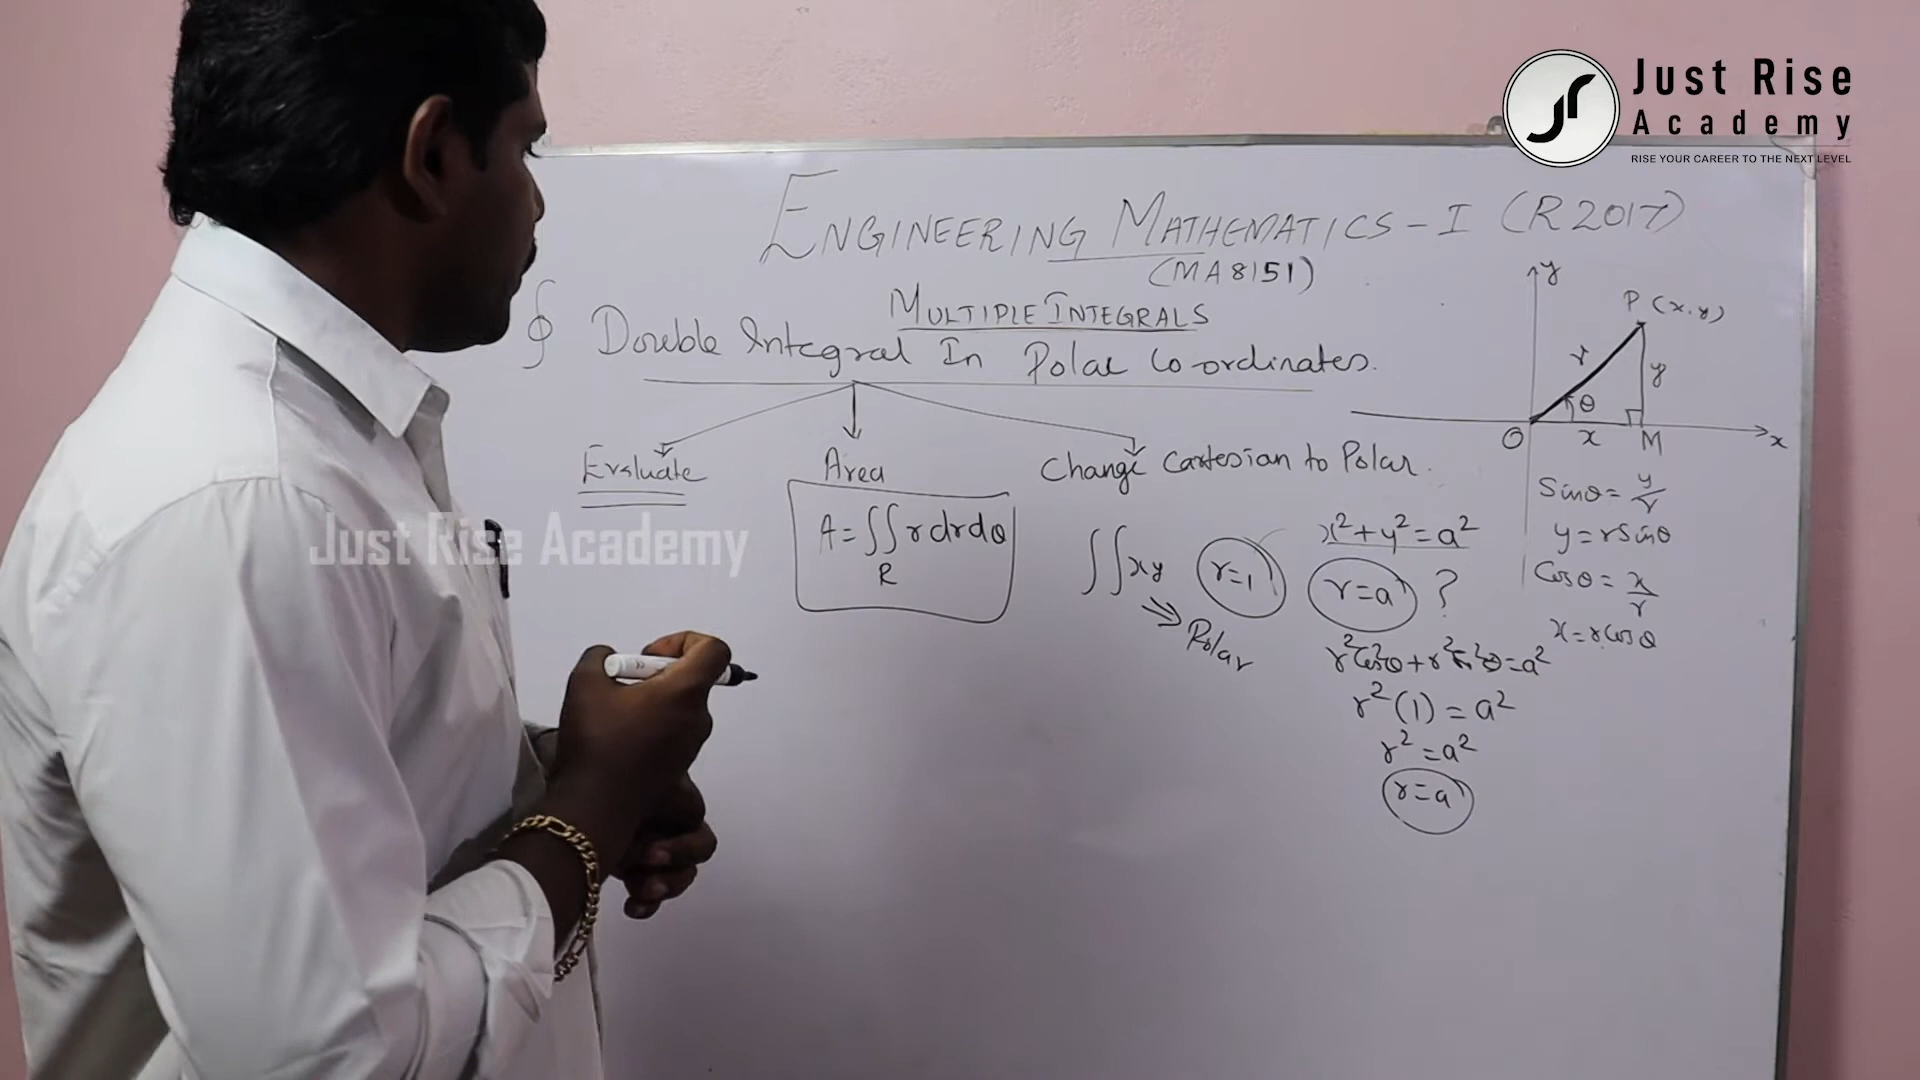 Just Rise
Academy
RISE YOUR CAREER TO THE NEXT LEVEL
ENGINEERING MATHEMATICS - I (R2017)
(MA8151)
MULTIPLE INTEGRALS
∮ Double Integral In Polar Co-ordinates.
Evaluate
Area
Change Cartesian to Polar.
A = ∬ r dr dθ
R
∬ xy
⇒ Polar
r=1
x²+y²=a²
r=a ?
r²cos²θ+r²sin²θ=a²
r²(1) = a²
r² = a²
r=a
y
P(x,y)
r
y
θ
O
x
M
x
Sinθ = y/r
y = rSinθ
Cosθ = x/r
x = rCosθ
Just Rise Academy